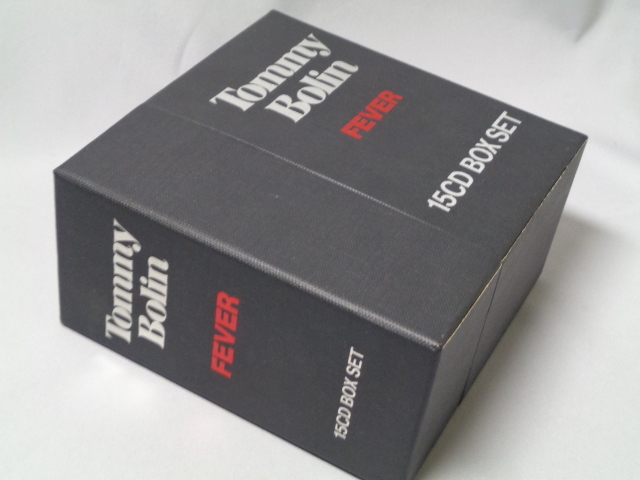 Tommy
Bolin
FEVER
15CD BOX SET
Tommy
Bolin
FEVER
15CD BOX SET